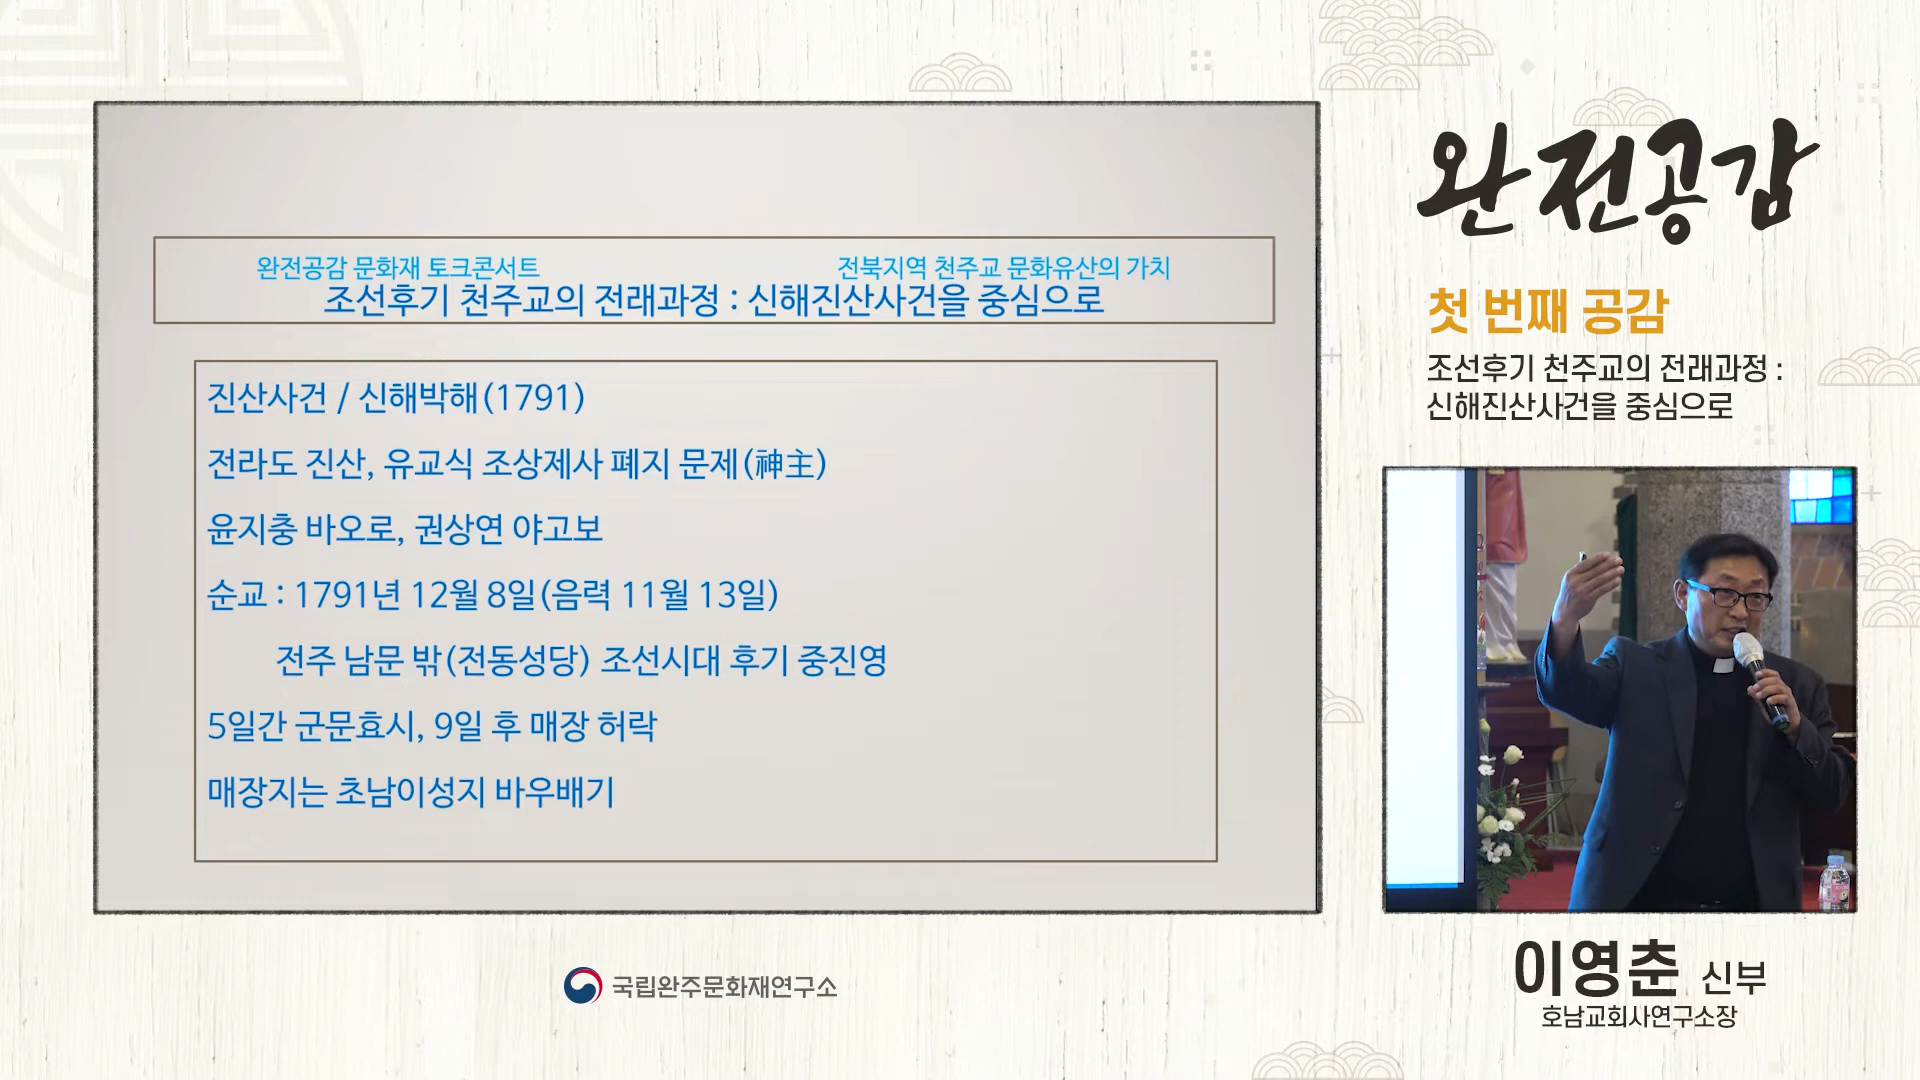 완전공감 문화재 토크콘서트 전북지역 천주교 문화유산의 가치
조선후기 천주교의 전래과정 : 신해진산사건을 중심으로
진산사건 / 신해박해(1791)
전라도 진산, 유교식 조상제사 폐지 문제(神主)
윤지충 바오로, 권상연 야고보
순교 : 1791년 12월 8일(음력 11월 13일)
전주 남문 밖(전동성당) 조선시대 후기 중진영
5일간 군문효시, 9일 후 매장 허락
매장지는 초남이성지 바우배기
국립완주문화재연구소
완전공감
첫 번째 공감
조선후기 천주교의 전래과정 :
신해진산사건을 중심으로
이영춘 신부
호남교회사연구소장